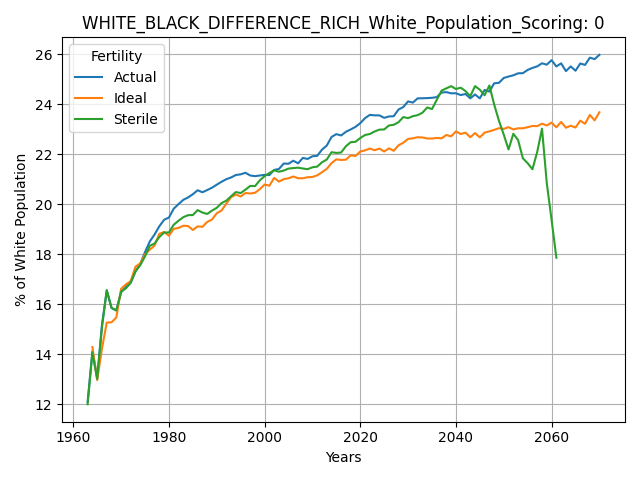 WHITE_BLACK_DIFFERENCE_RICH_White_Population_Scoring: 0
Fertility
Actual
Ideal
Sterile
% of White Population
26
24
22
20
18
16
14
12
1960
1980
2000
2020
2040
2060
Years